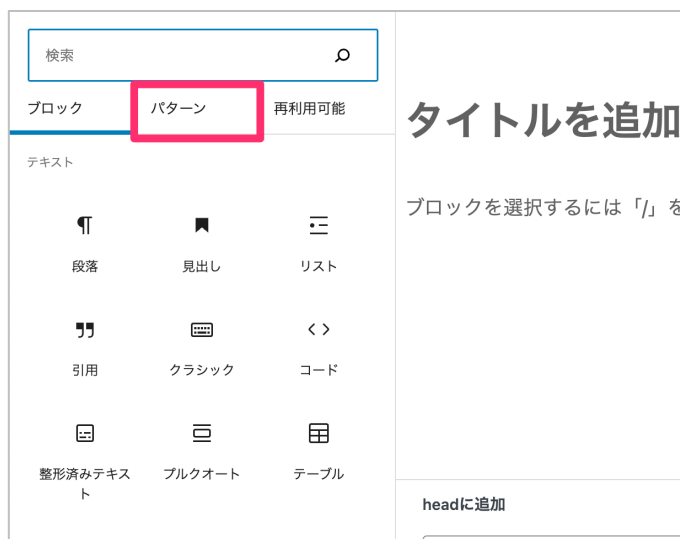 検索
ブロック
パターン
再利用可能
テキスト
段落
見出し
リスト
引用
クラシック
コード
整形済みテキス
ト
プルクオート
テーブル
タイトルを追加
ブロックを選択するには「/」を
headに追加